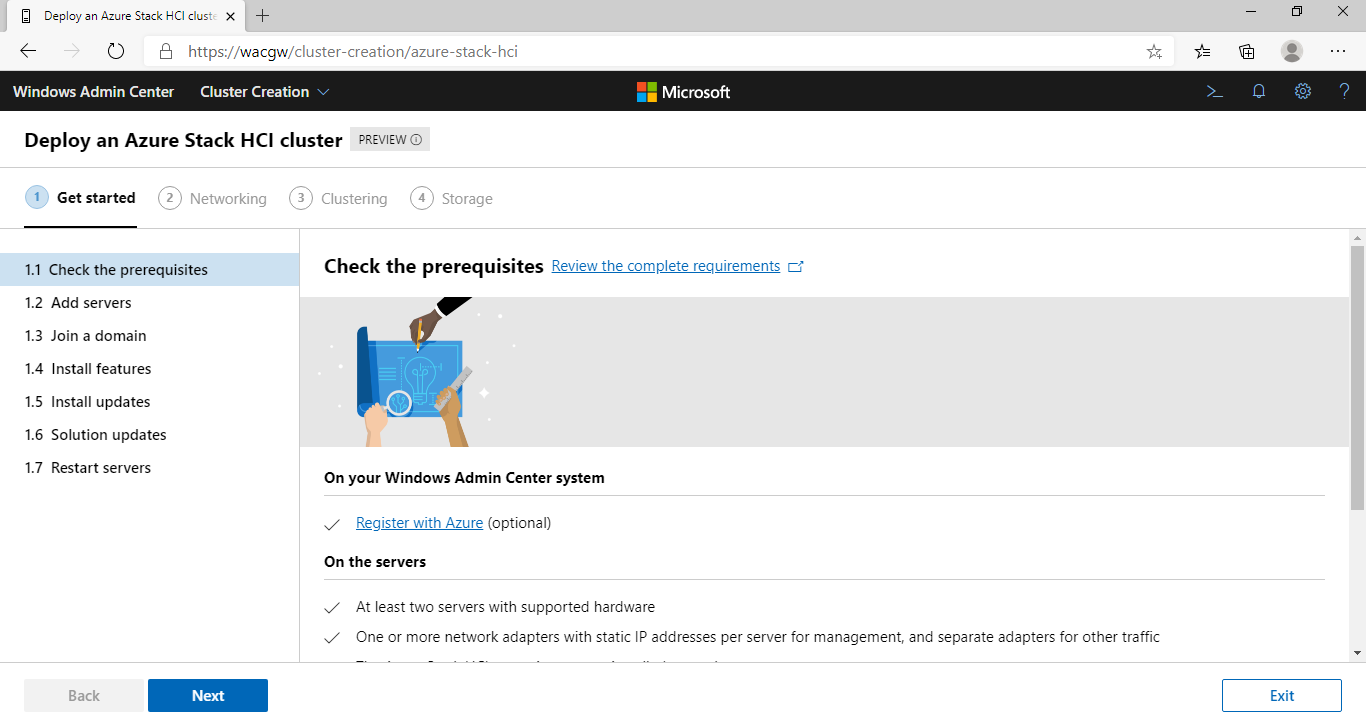 Deploy an Azure Stack HCI cluste
https://wacgw/cluster-creation/azure-stack-hci
Windows Admin Center Cluster Creation Microsoft
Deploy an Azure Stack HCI cluster PREVIEW
1 Get started 2 Networking 3 Clustering 4 Storage
1.1 Check the prerequisites
1.2 Add servers
1.3 Join a domain
1.4 Install features
1.5 Install updates
1.6 Solution updates
1.7 Restart servers
Check the prerequisites Review the complete requirements
On your Windows Admin Center system
Register with Azure (optional)
On the servers
At least two servers with supported hardware
One or more network adapters with static IP addresses per server for management, and separate adapters for other traffic
Back Next Exit